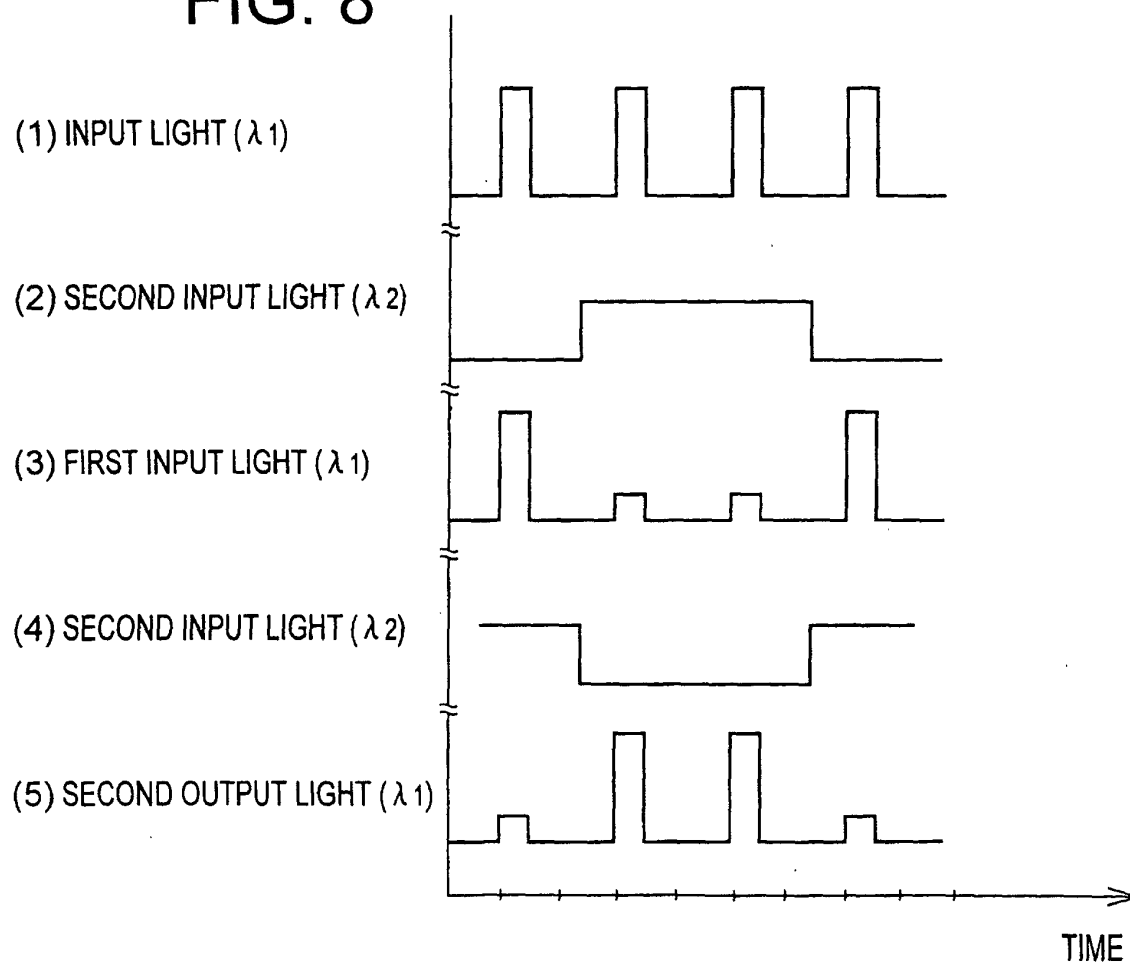 FIG. 8
(1) INPUT LIGHT (λ1)
(2) SECOND INPUT LIGHT (λ2)
(3) FIRST INPUT LIGHT (λ1)
(4) SECOND INPUT LIGHT (λ2)
(5) SECOND OUTPUT LIGHT (λ1)
TIME